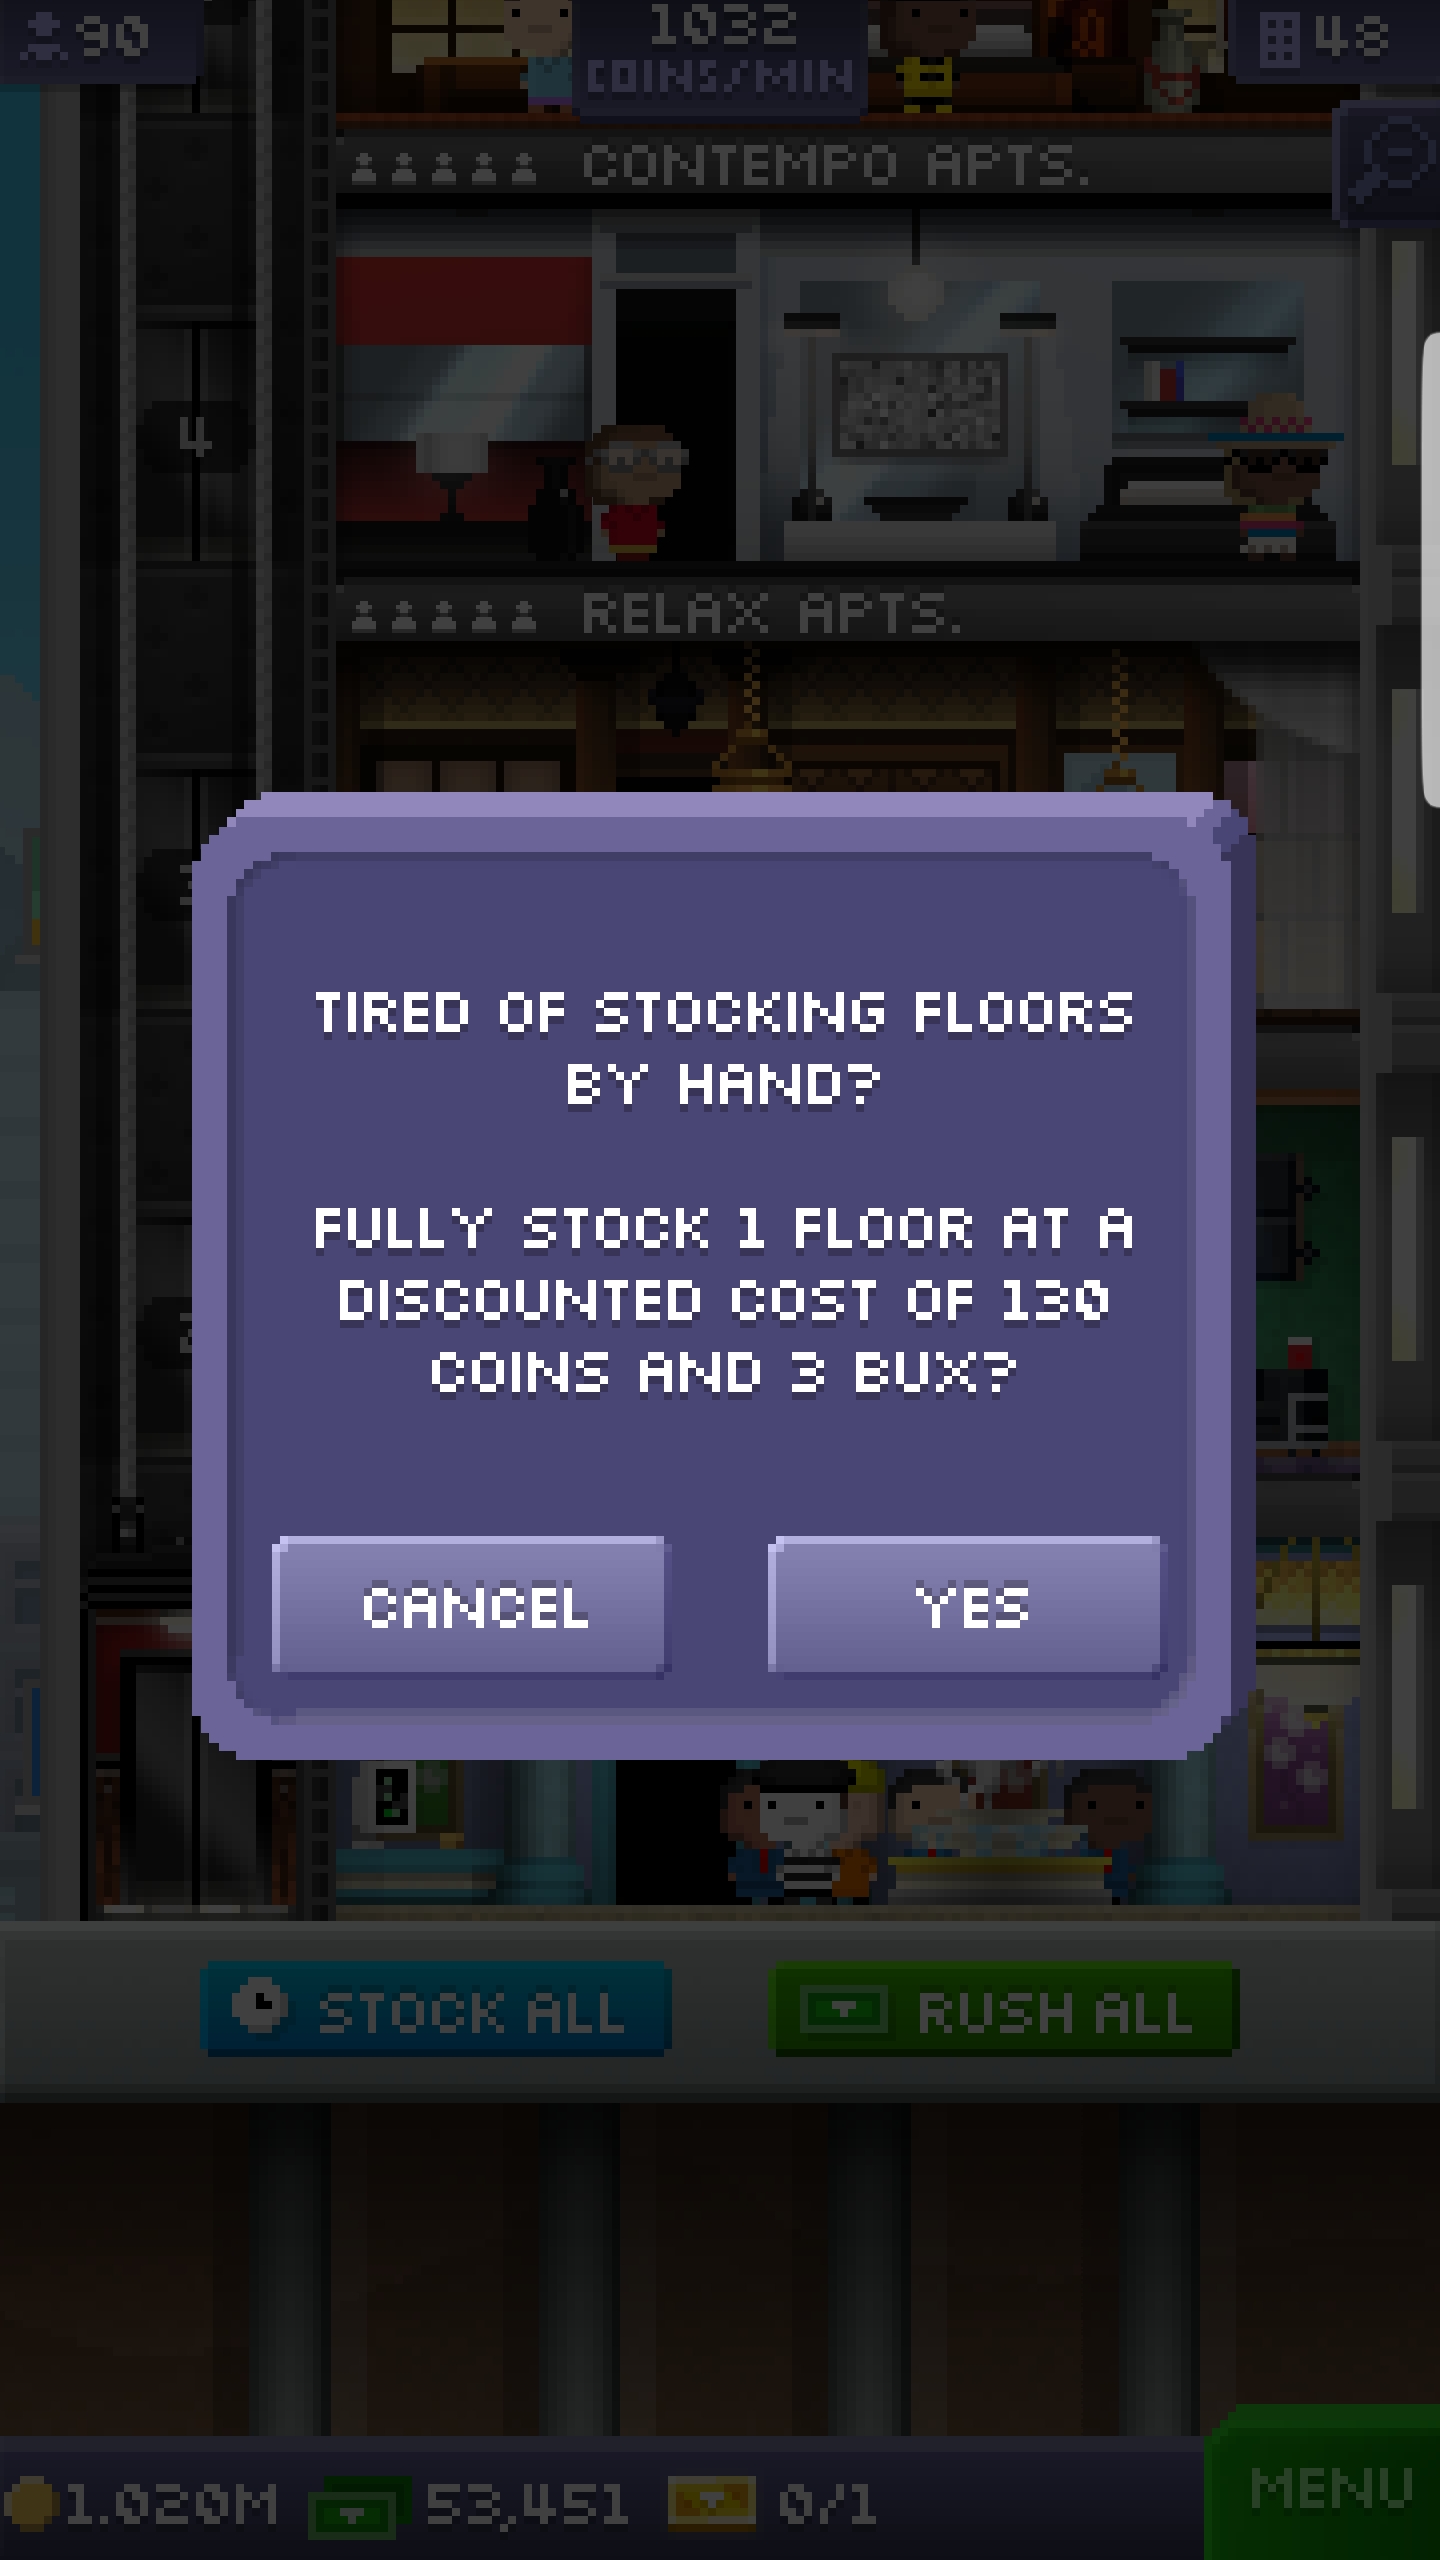 90
1032
COINS/MIN
48
CONTEMPO APTS.
4
RELAX APTS.
TIRED OF STOCKING FLOORS
BY HAND?
FULLY STOCK 1 FLOOR AT A
DISCOUNTED COST OF 130
COINS AND 3 BUX?
CANCEL
YES
STOCK ALL
RUSH ALL
MENU
1.020M
53,451
0/1